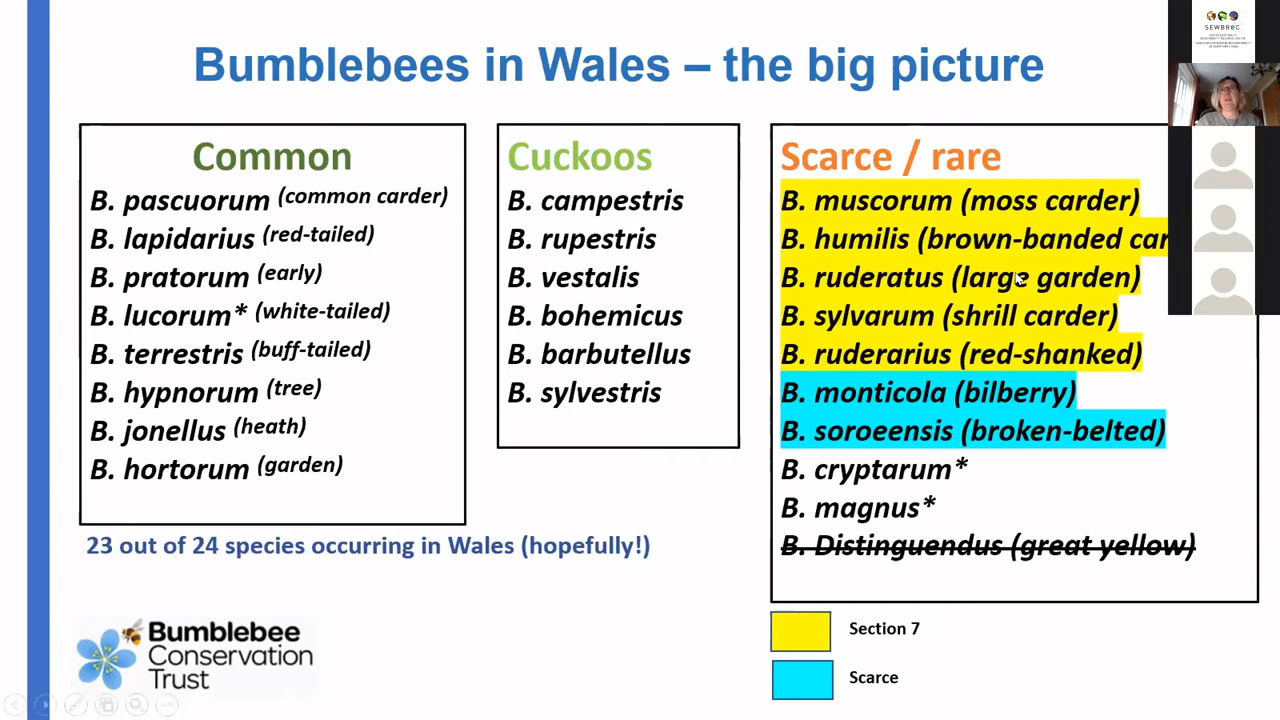 Bumblebees in Wales – the big picture
SEWBReC
Common
B. pascuorum (common carder)
B. lapidarius (red-tailed)
B. pratorum (early)
B. lucorum* (white-tailed)
B. terrestris (buff-tailed)
B. hypnorum (tree)
B. jonellus (heath)
B. hortorum (garden)
23 out of 24 species occurring in Wales (hopefully!)
Cuckoos
B. campestris
B. rupestris
B. vestalis
B. bohemicus
B. barbutellus
B. sylvestris
Scarce / rare
B. muscorum (moss carder)
B. humilis (brown-banded car
B. ruderatus (large garden)
B. sylvarum (shrill carder)
B. ruderarius (red-shanked)
B. monticola (bilberry)
B. soroeensis (broken-belted)
B. cryptarum*
B. magnus*
B. Distinguendus (great yellow)
Section 7
Scarce
Bumblebee
Conservation
Trust